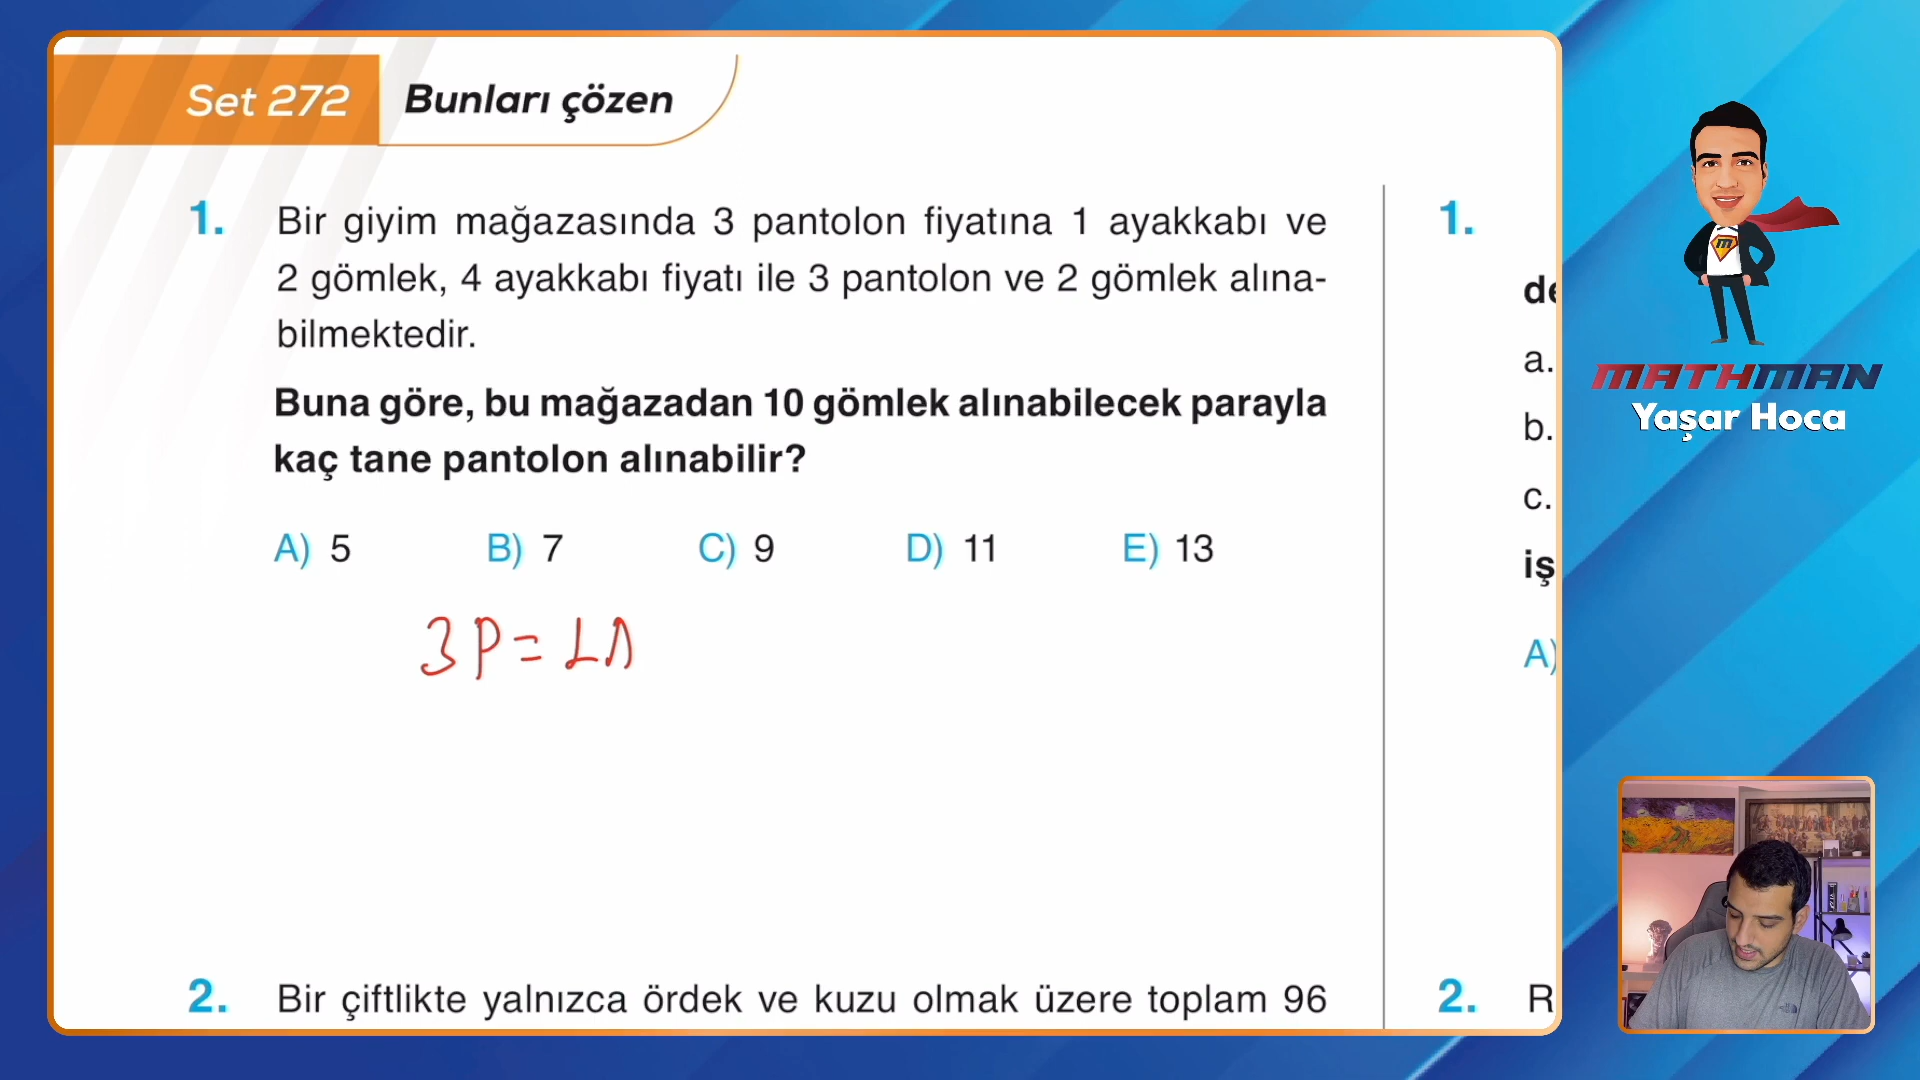 Set 272 Bunları çözen
1. Bir giyim mağazasında 3 pantolon fiyatına 1 ayakkabı ve
2 gömlek, 4 ayakkabı fiyatı ile 3 pantolon ve 2 gömlek alına-
bilmektedir.
Buna göre, bu mağazadan 10 gömlek alınabilecek parayla
kaç tane pantolon alınabilir?
A) 5 B) 7 C) 9 D) 11 E) 13
3P = 1A
2. Bir çiftlikte yalnızca ördek ve kuzu olmak üzere toplam 96
1.
de
a.
b.
c.
iş
A)
2. R
m
MATHMAN
Yaşar Hoca